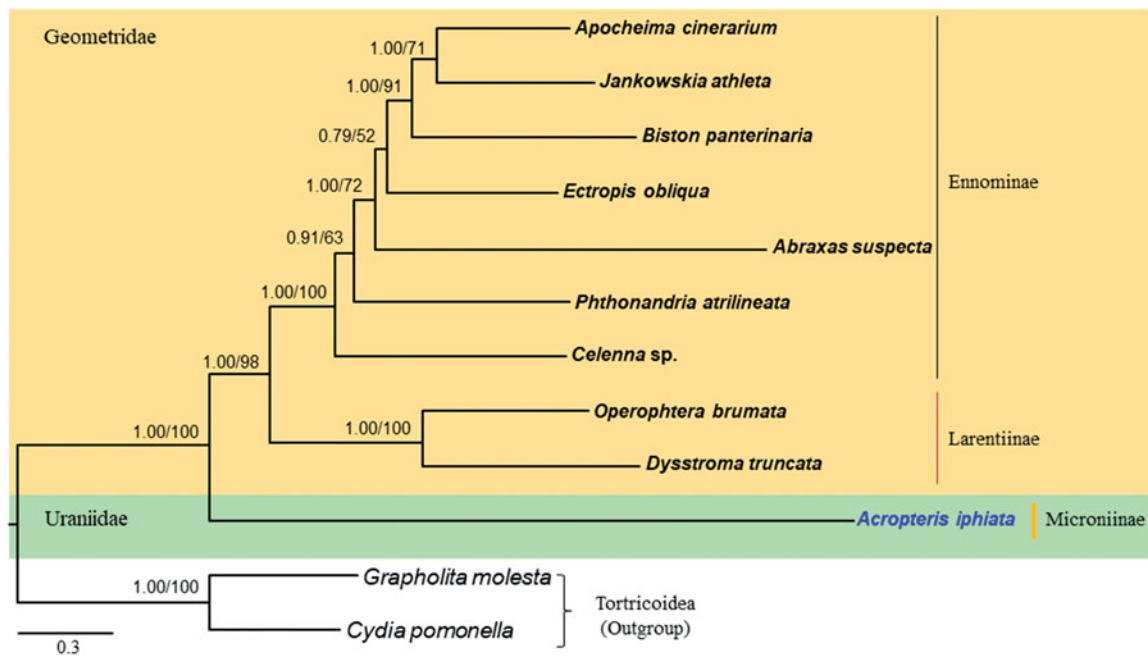 Geometridae
Apocheima cinerarium
1.00/71
Jankowskia athleta
1.00/91
Biston panterinaria
0.79/52
Ennominae
1.00/72
Ectropis obliqua
0.91/63
Abraxas suspecta
1.00/100
Phthonandria atrilineata
1.00/98
Celenna sp.
Operophtera brumata
1.00/100
1.00/100
Larentiinae
Dysstroma truncata
Uraniidae
Acropteris iphiata
Microniinae
Grapholita molesta
1.00/100
Tortricoidea
(Outgroup)
Cydia pomonella
0.3